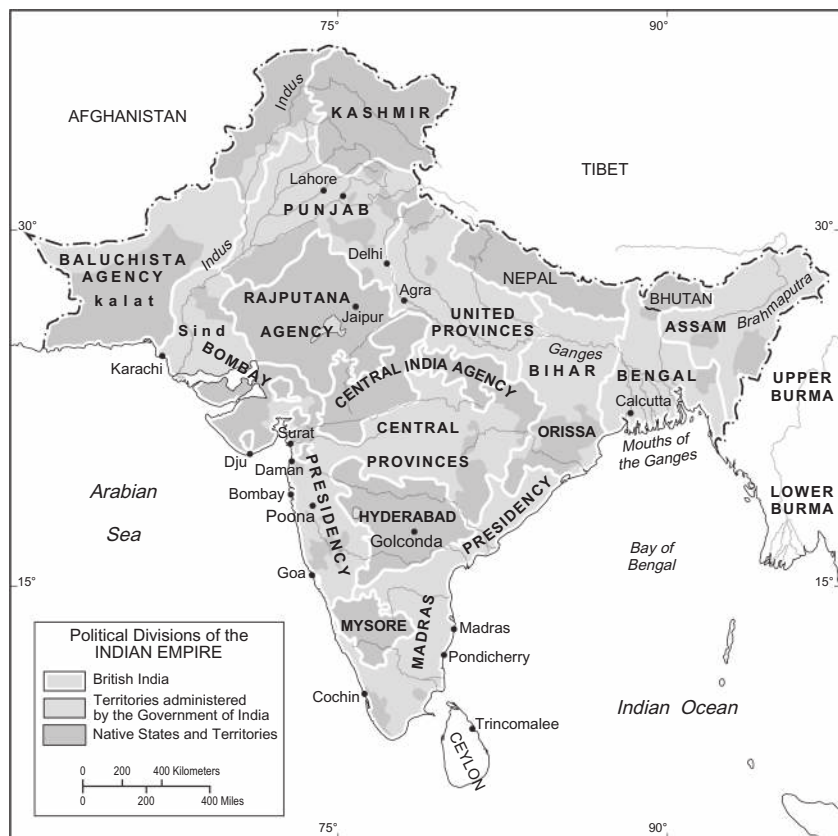 75°
90°
AFGHANISTAN
Indus
KASHMIR
TIBET
Lahore
PUNJAB
30°
30°
BALUCHISTA
AGENCY
kalat
Indus
Delhi
NEPAL
BHUTAN
Brahmaputra
RAJPUTANA
AGENCY
Jaipur
Agra
UNITED
PROVINCES
ASSAM
Sind
BOMBAY
Karachi
Ganges
BIHAR
BENGAL
Calcutta
CENTRAL INDIA AGENCY
UPPER
BURMA
Surat
CENTRAL
PROVINCES
ORISSA
Mouths of
the Ganges
Dju
Daman
Arabian
Sea
Bombay
PRESIDENCY
Poona
HYDERABAD
Golconda
PRESIDENCY
LOWER
BURMA
Bay of
Bengal
Goa
15°
15°
MYSORE
MADRAS
Madras
Pondicherry
Cochin
Trincomalee
CEYLON
Indian Ocean
Political Divisions of the
INDIAN EMPIRE
British India
Territories administered
by the Government of India
Native States and Territories
0 200 400 Kilometers
0 200 400 Miles
75°
90°